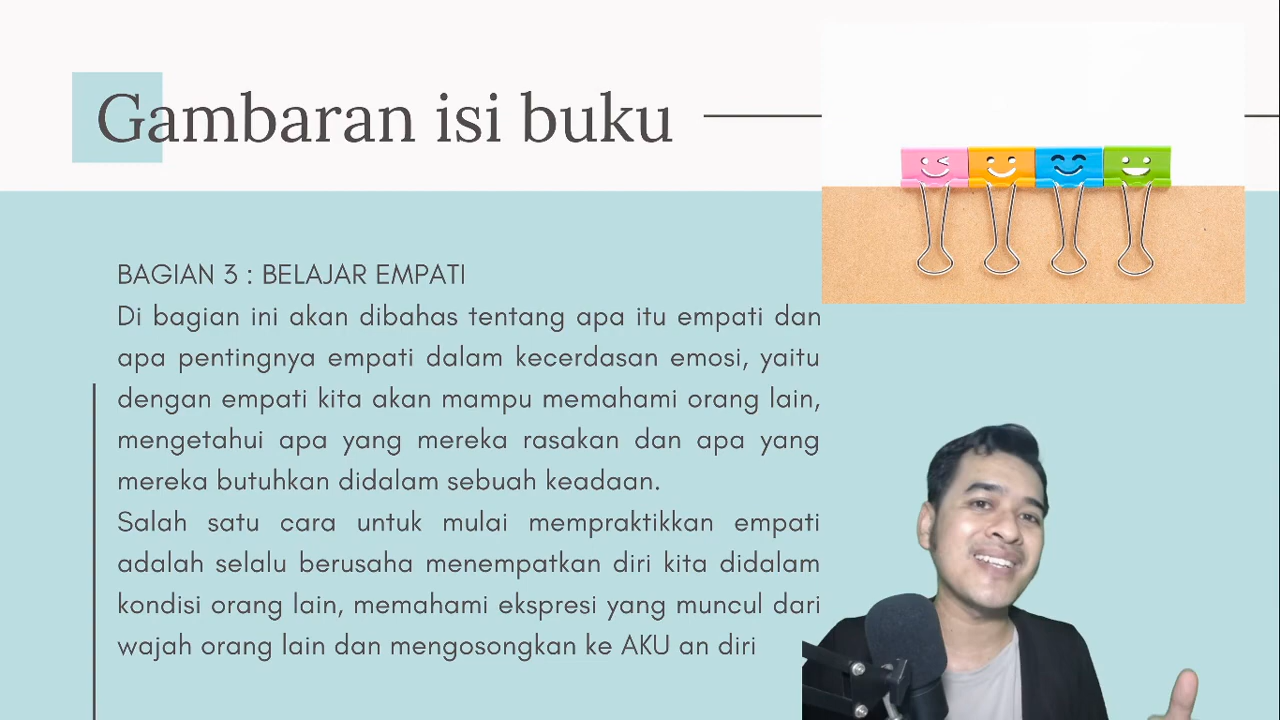 Gambaran isi buku
BAGIAN 3 : BELAJAR EMPATI
Di bagian ini akan dibahas tentang apa itu empati dan
apa pentingnya empati dalam kecerdasan emosi, yaitu
dengan empati kita akan mampu memahami orang lain,
mengetahui apa yang mereka rasakan dan apa yang
mereka butuhkan didalam sebuah keadaan.
Salah satu cara untuk mulai mempraktikkan empati
adalah selalu berusaha menempatkan diri kita didalam
kondisi orang lain, memahami ekspresi yang muncul dari
wajah orang lain dan mengosongkan ke AKU an diri